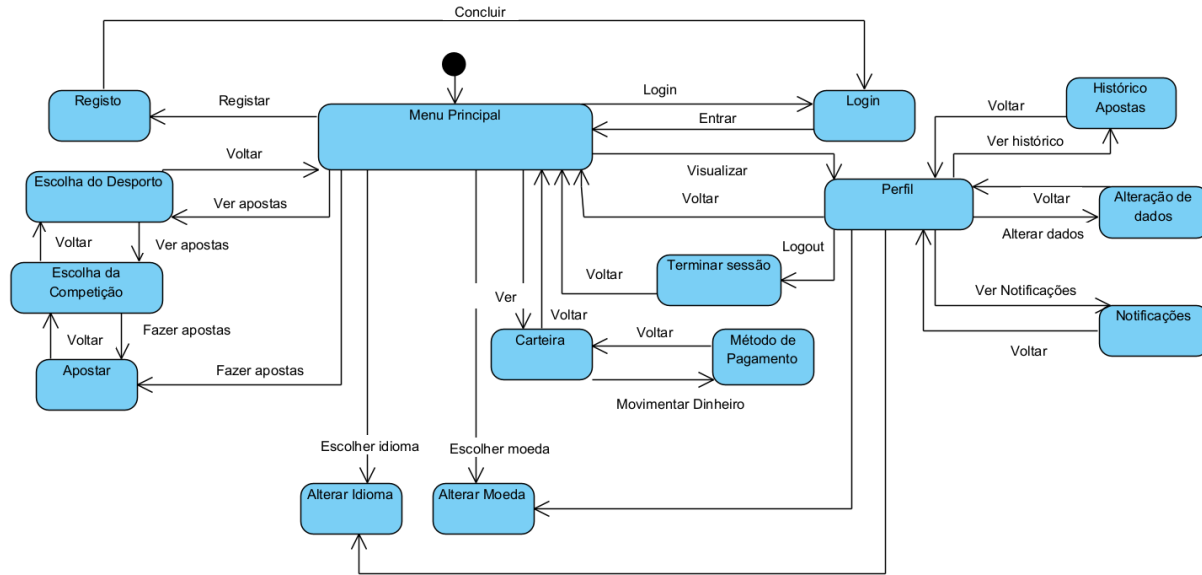 Concluir
Registo
Registar
Menu Principal
Login
Login
Entrar
Histórico
Apostas
Voltar
Ver histórico
Voltar
Escolha do Desporto
Ver apostas
Visualizar
Voltar
Perfil
Alteração de
dados
Voltar
Alterar dados
Voltar
Ver apostas
Escolha da
Competição
Logout
Terminar sessão
Voltar
Ver Notificações
Notificações
Voltar
Fazer apostas
Voltar
Apostar
Fazer apostas
Ver
Voltar
Carteira
Voltar
Método de
Pagamento
Movimentar Dinheiro
Escolher idioma
Escolher moeda
Alterar Idioma
Alterar Moeda